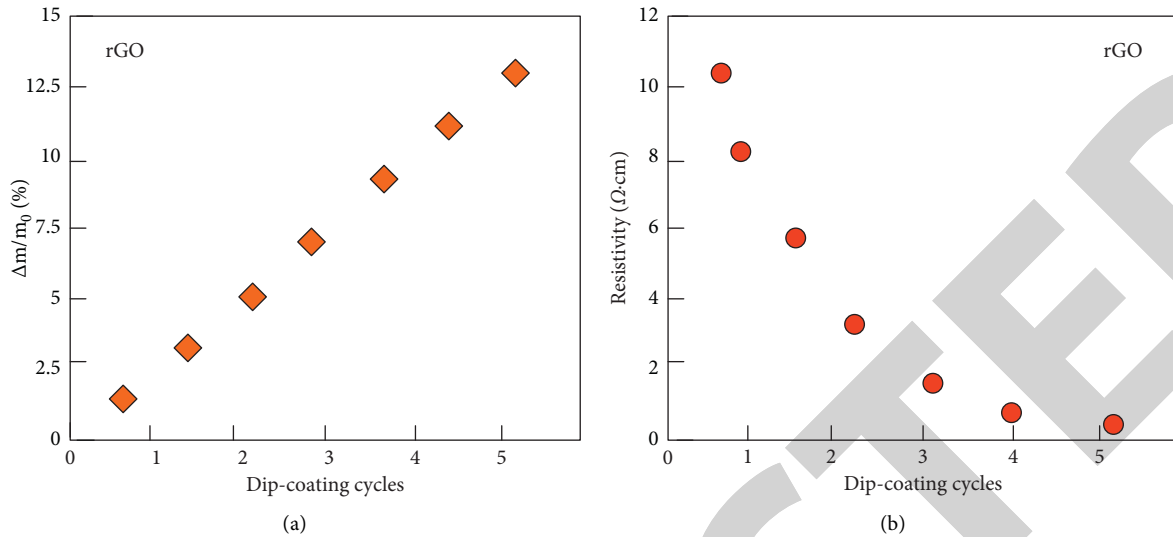 15
12.5
10
7.5
5
2.5
0
Δm/m₀ (%)
rGO
0 1 2 3 4 5
Dip-coating cycles
(a)
12
10
8
6
4
2
0
Resistivity (Ω·cm)
rGO
0 1 2 3 4 5
Dip-coating cycles
(b)